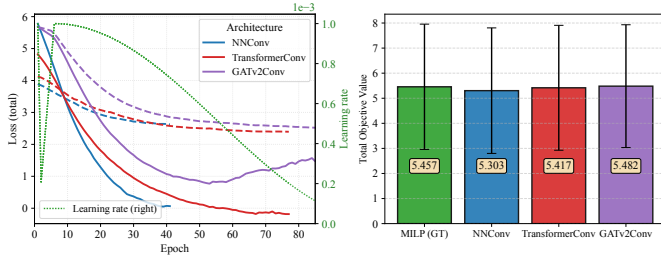 1e−3
Architecture
NNConv
TransformerConv
GATv2Conv
Learning rate (right)
Loss (total)
6
5
4
3
2
1
0
0 10 20 30 40 50 60 70 80
Epoch
1.0
0.8
0.6
0.4
0.2
0.0
Learning rate
Total Objective Value
8
7
6
5
4
3
2
1
0
5.457
5.303
5.417
5.482
MILP (GT) NNConv TransformerConv GATv2Conv